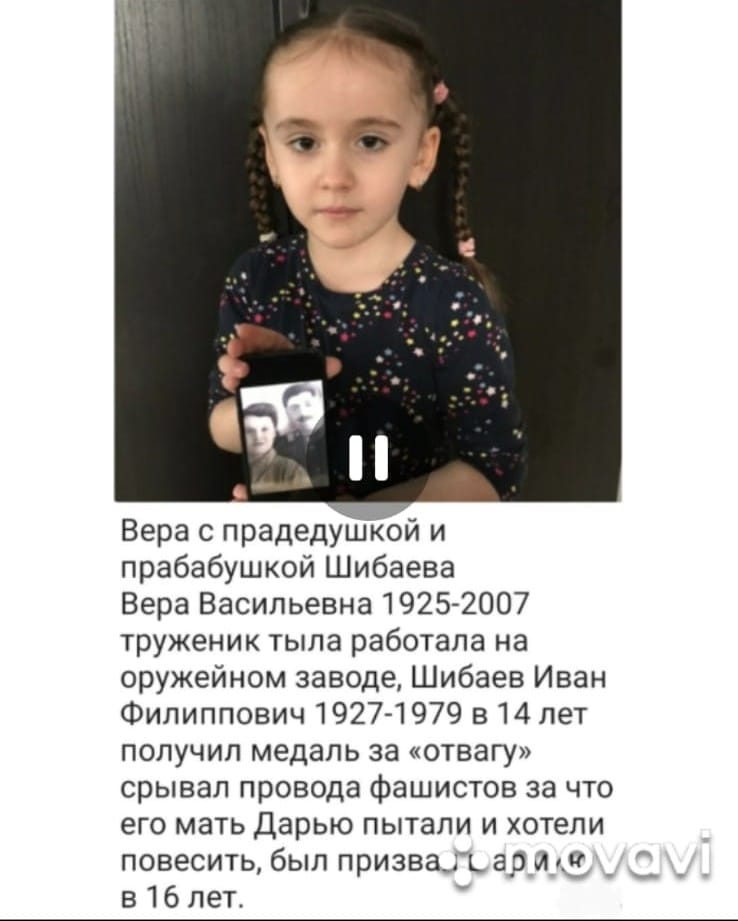 Вера с прадедушкой и
прабабушкой Шибаева
Вера Васильевна 1925-2007
труженик тыла работала на
оружейном заводе, Шибаев Иван
Филиппович 1927-1979 в 14 лет
получил медаль за «отвагу»
срывал провода фашистов за что
его мать Дарью пытали и хотели
повесить, был призва в армию
movavi
в 16 лет.